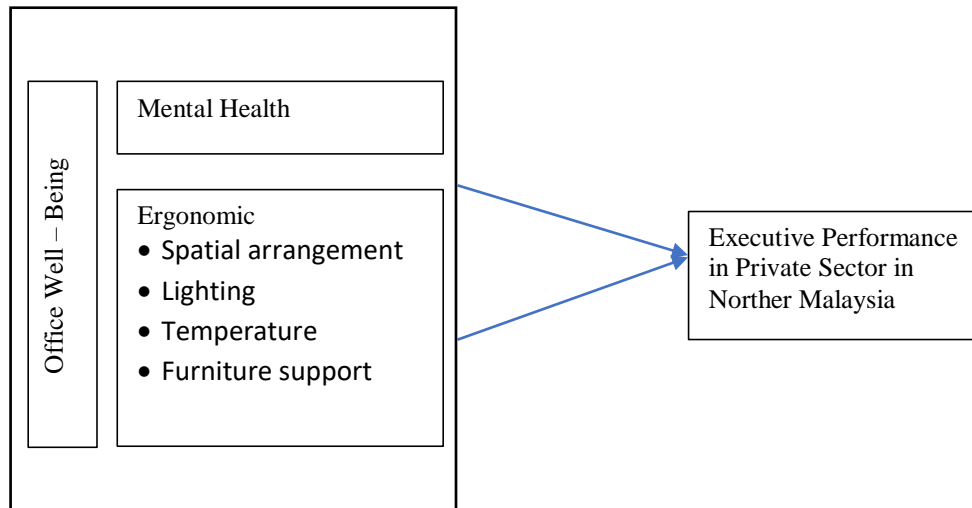 Office Well – Being
Mental Health
Ergonomic
• Spatial arrangement
• Lighting
• Temperature
• Furniture support
Executive Performance
in Private Sector in
Norther Malaysia